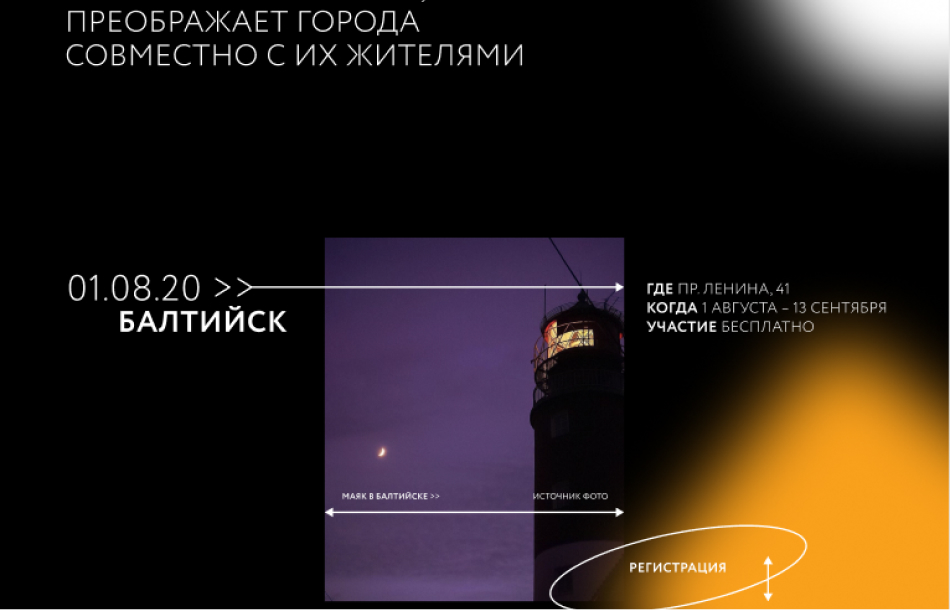 ПРЕОБРАЖАЕТ ГОРОДА
СОВМЕСТНО С ИХ ЖИТЕЛЯМИ
01.08.20 >>
БАЛТИЙСК
ГДЕ ПР. ЛЕНИНА, 41
КОГДА 1 АВГУСТА – 13 СЕНТЯБРЯ
УЧАСТИЕ БЕСПЛАТНО
МАЯК В БАЛТИЙСКЕ >>
ИСТОЧНИК ФОТО
РЕГИСТРАЦИЯ